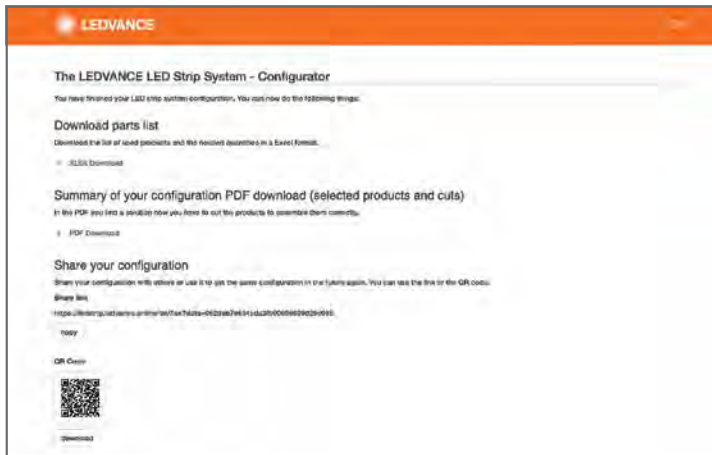 LEDVANCE
The LEDVANCE LED Strip System - Configurator
You have finished your LED strip system configuration. You can now do the following things:
Download parts list
Download the list of used products and the needed quantities in a Excel format.
XLSX Download
Summary of your configuration PDF download (selected products and cuts)
In the PDF you find a solution how you have to cut the products to assemble them correctly.
PDF Download
Share your configuration
Share your configuration with others or use it to get the same configuration in the future again. You can use the link or the QR code.
Share link
copy
QR Code
download